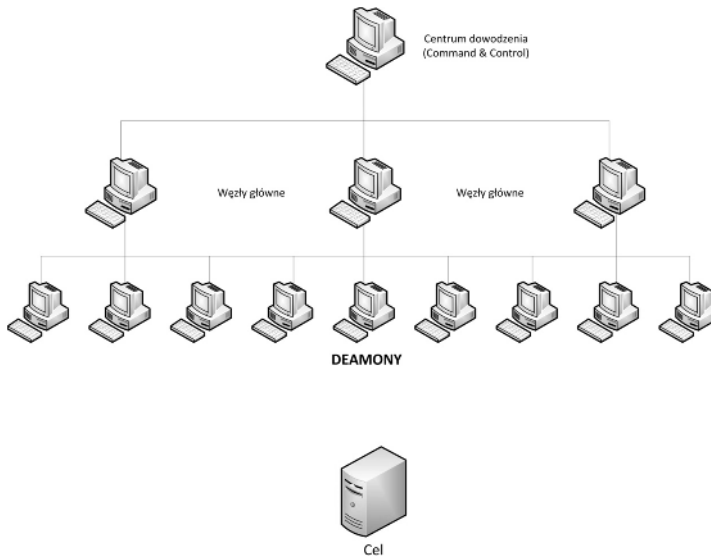 Centrum dowodzenia
(Command & Control)
Węzły główne
Węzły główne
DEAMONY
Cel